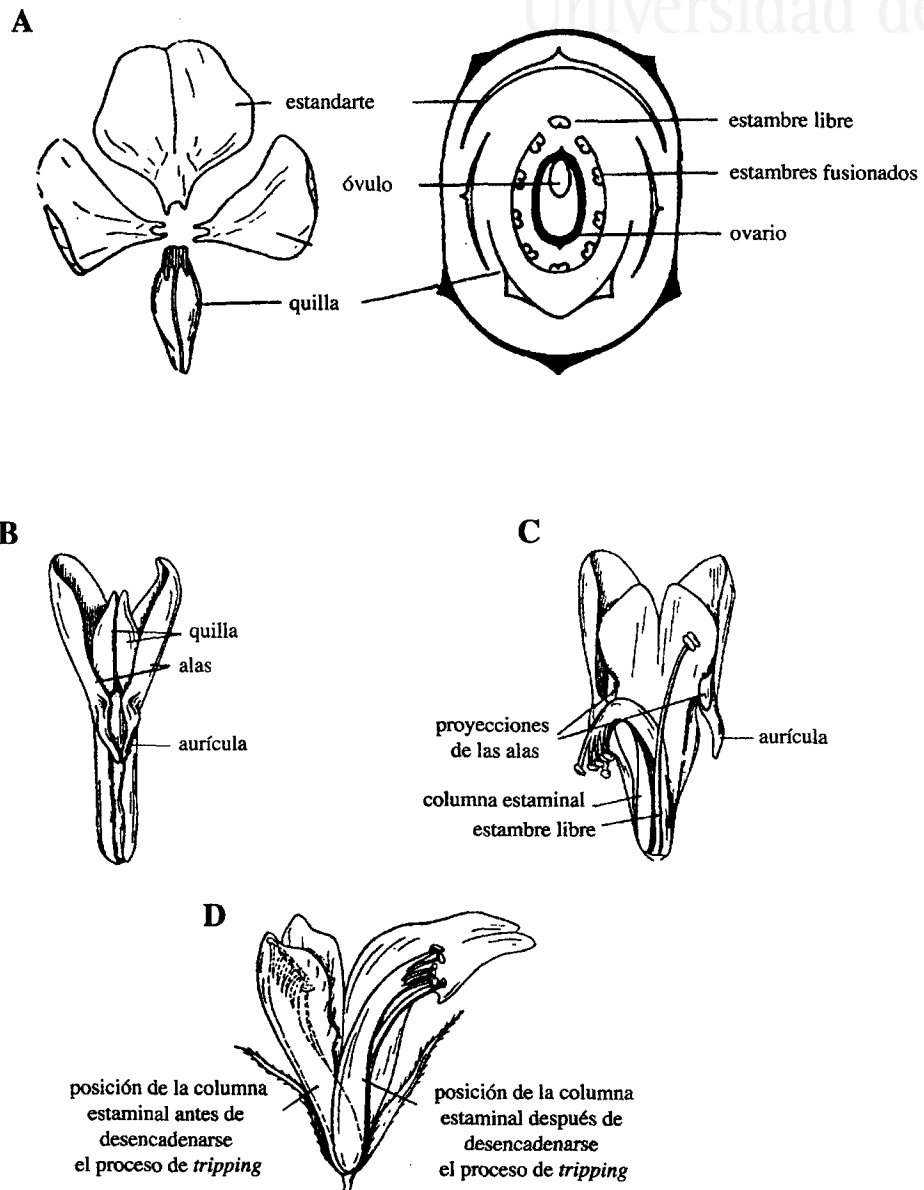 Universidad de
A
estandarte
estambre libre
estambres fusionados
óvulo
ovario
quilla
B
quilla
alas
aurícula
C
proyecciones
de las alas
aurícula
columna estaminal
estambre libre
D
posición de la columna
estaminal antes de
desencadenarse
el proceso de tripping
posición de la columna
estaminal después de
desencadenarse
el proceso de tripping